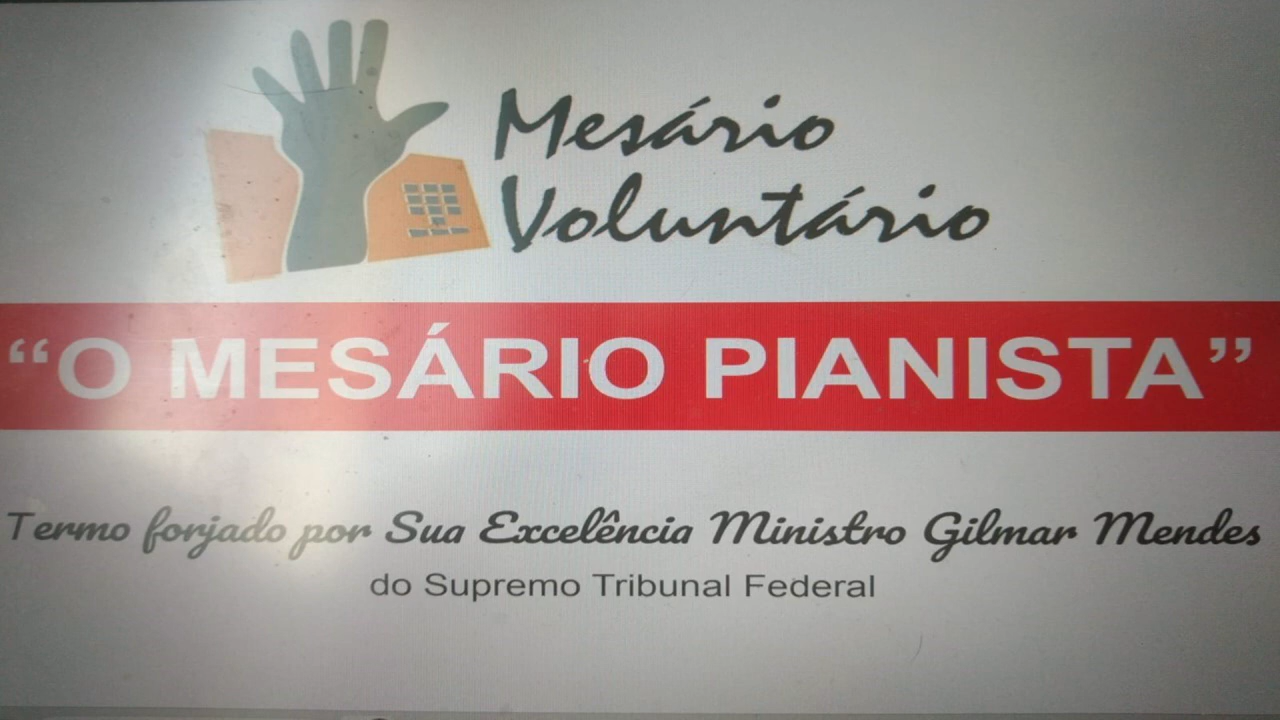 Mesário
Voluntário
“O MESÁRIO PIANISTA”
Termo forjado por Sua Excelência Ministro Gilmar Mendes
do Supremo Tribunal Federal